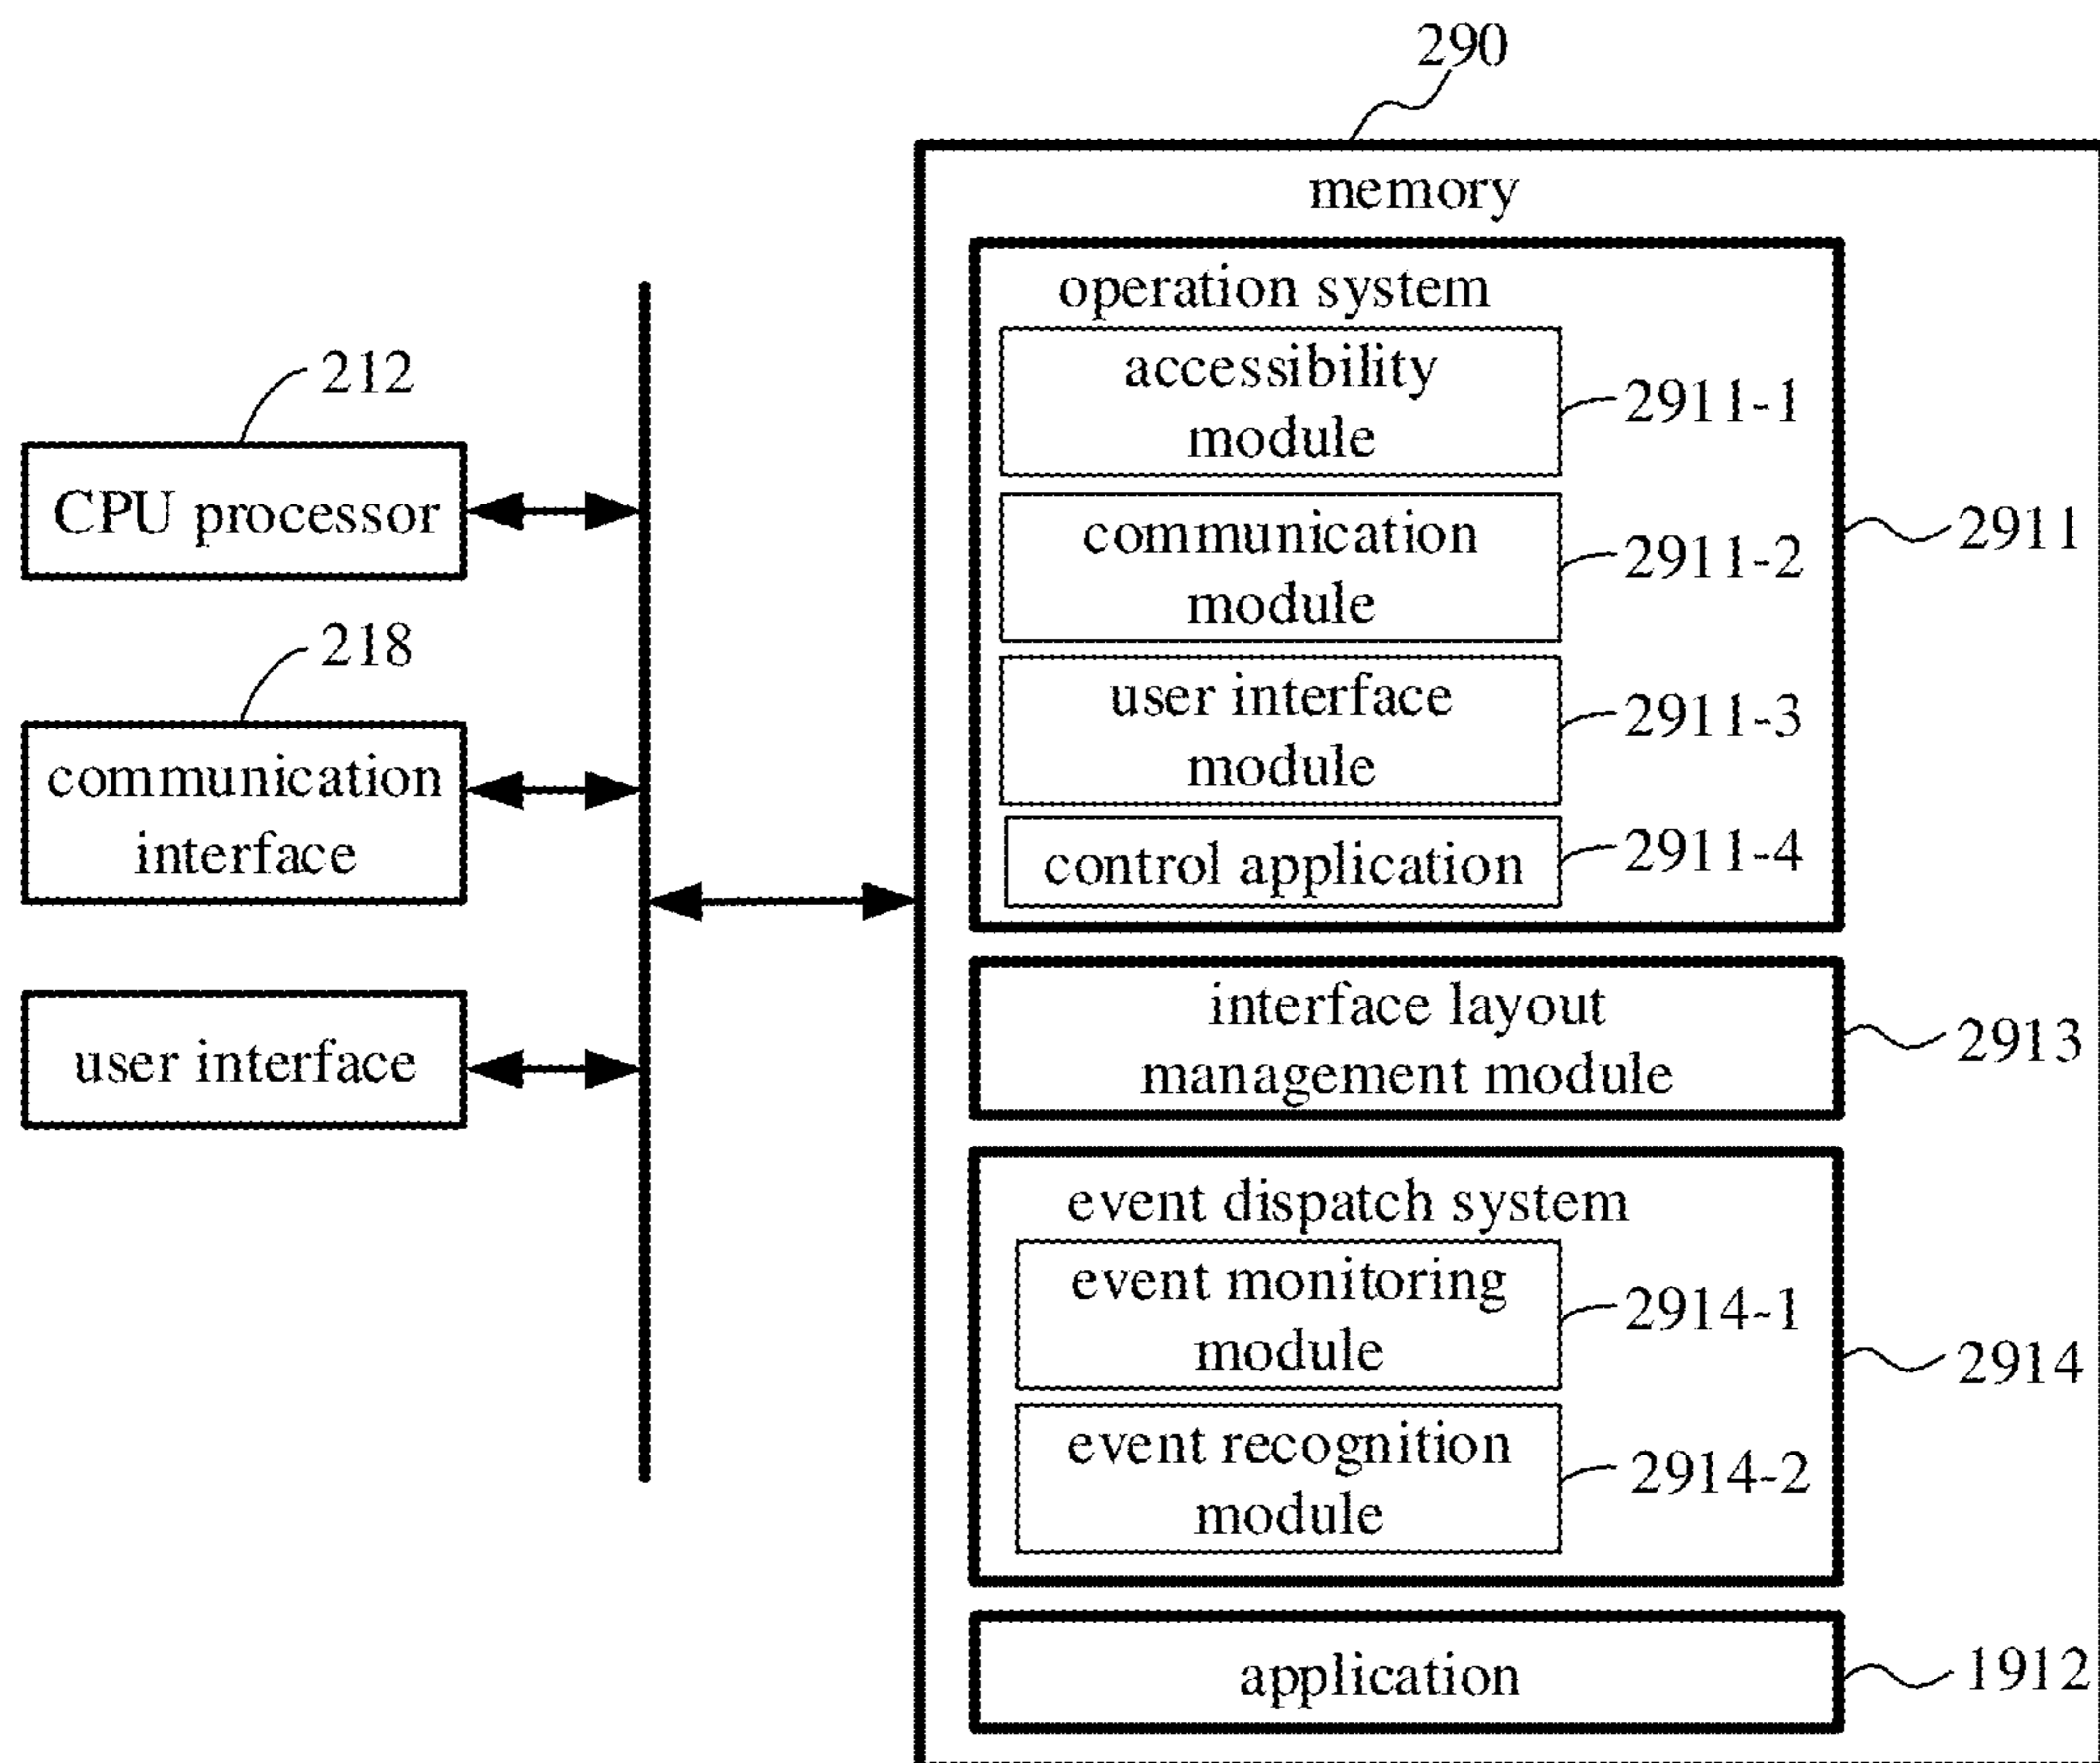 290
memory
operation system
accessibility
module
2911-1
communication
module
2911-2
user interface
module
2911-3
control application
2911-4
2911
212
CPU processor
218
communication
interface
user interface
interface layout
management module
2913
event dispatch system
event monitoring
module
2914-1
event recognition
module
2914-2
2914
application
1912